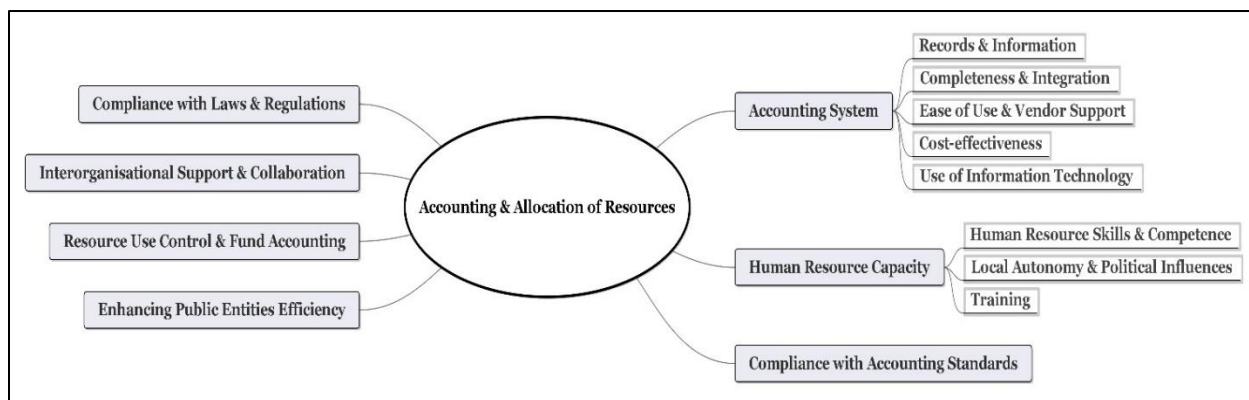 Compliance with Laws & Regulations
Interorganisational Support & Collaboration
Resource Use Control & Fund Accounting
Enhancing Public Entities Efficiency
Accounting & Allocation of Resources
Accounting System
Records & Information
Completeness & Integration
Ease of Use & Vendor Support
Cost-effectiveness
Use of Information Technology
Human Resource Capacity
Human Resource Skills & Competence
Local Autonomy & Political Influences
Training
Compliance with Accounting Standards